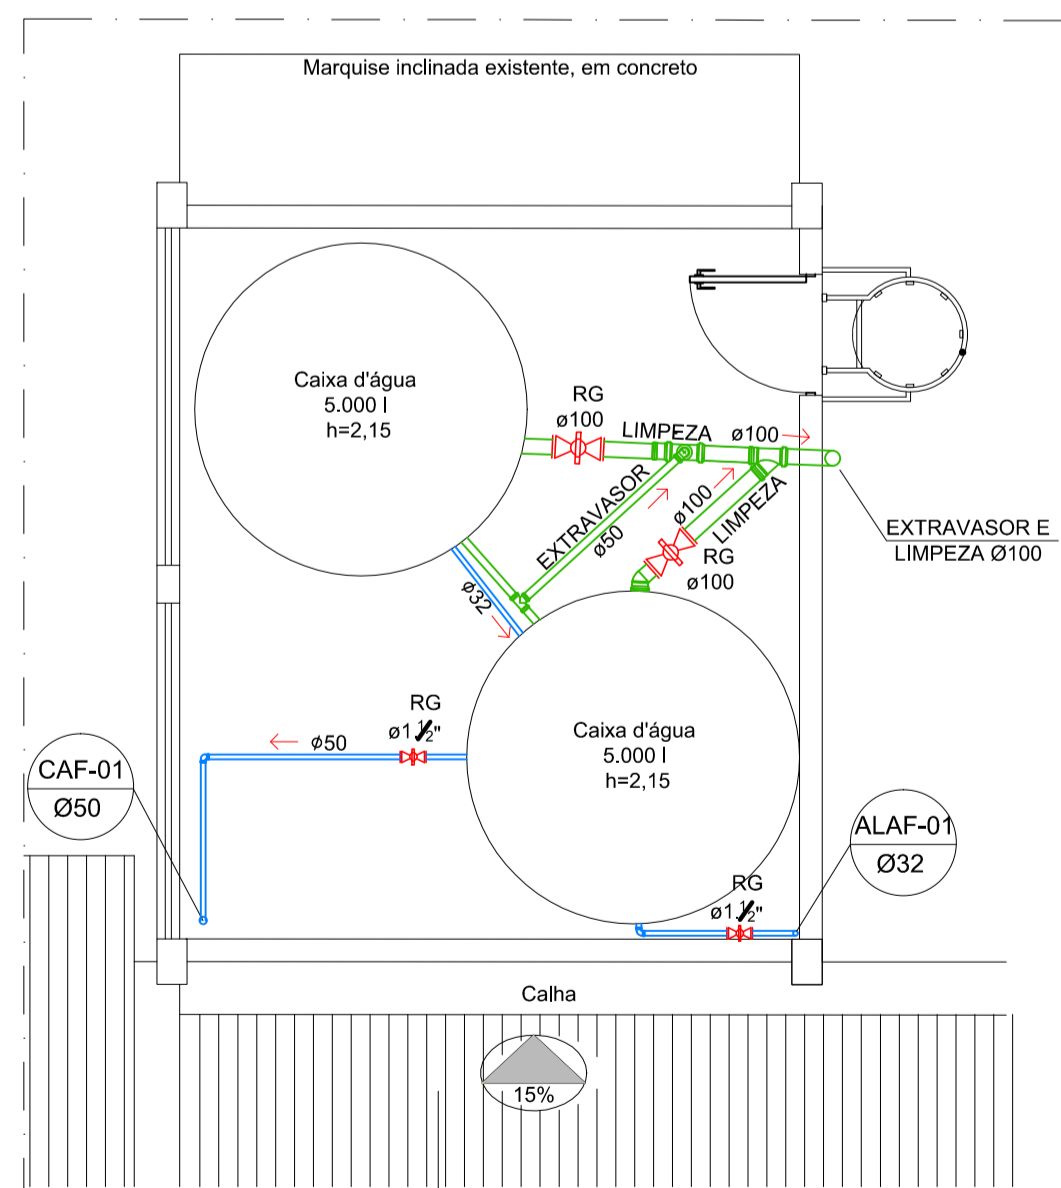 Marquise inclinada existente, em concreto
Caixa d'água
5.000 l
h=2,15
RG
ø100
LIMPEZA
ø100
EXTRAVASOR
ø50
ø100
LIMPEZA
RG
ø100
EXTRAVASOR E
LIMPEZA Ø100
ø32
RG
ø1.½"
ø50
Caixa d'água
5.000 l
h=2,15
CAF-01
Ø50
ALAF-01
Ø32
RG
ø1.½"
Calha
15%